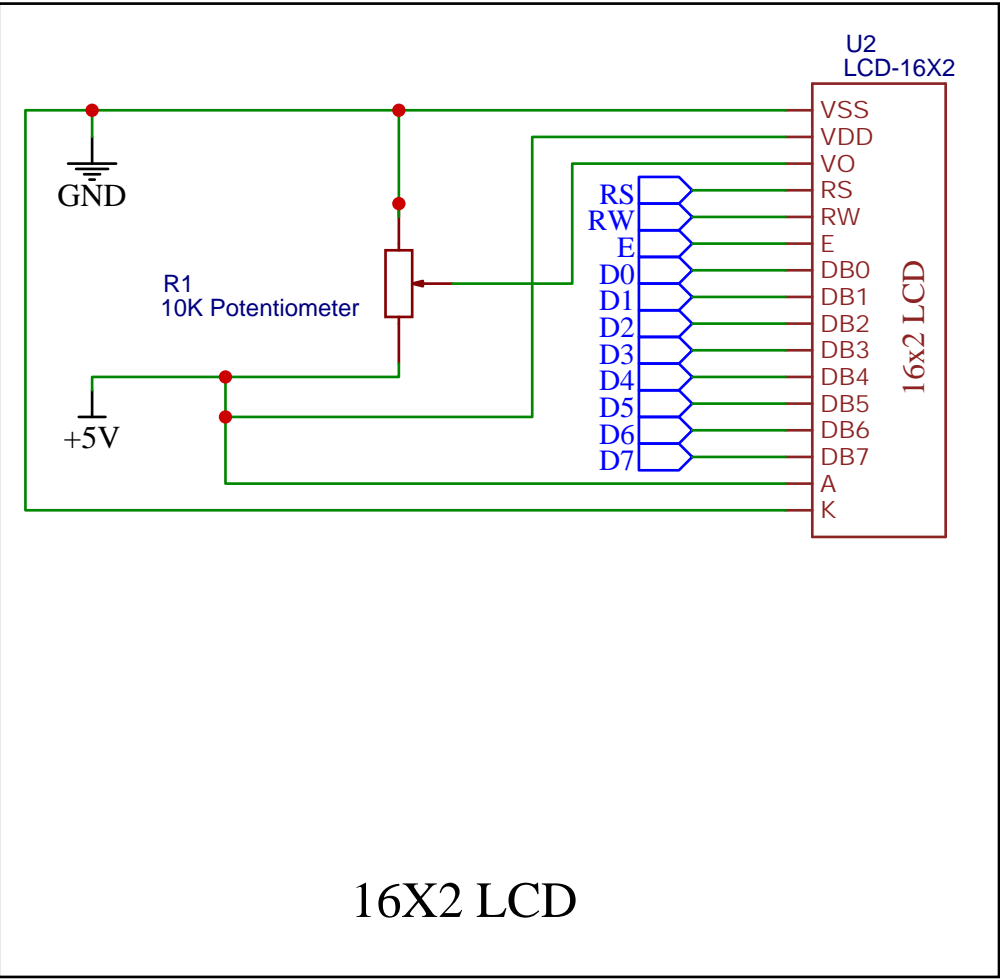 U2
LCD-16X2
VSS
VDD
VO
RS
RW
E
DB0
DB1
DB2
DB3
DB4
DB5
DB6
DB7
A
K
16x2 LCD
RS
RW
E
D0
D1
D2
D3
D4
D5
D6
D7
GND
R1
10K Potentiometer
+5V
16X2 LCD